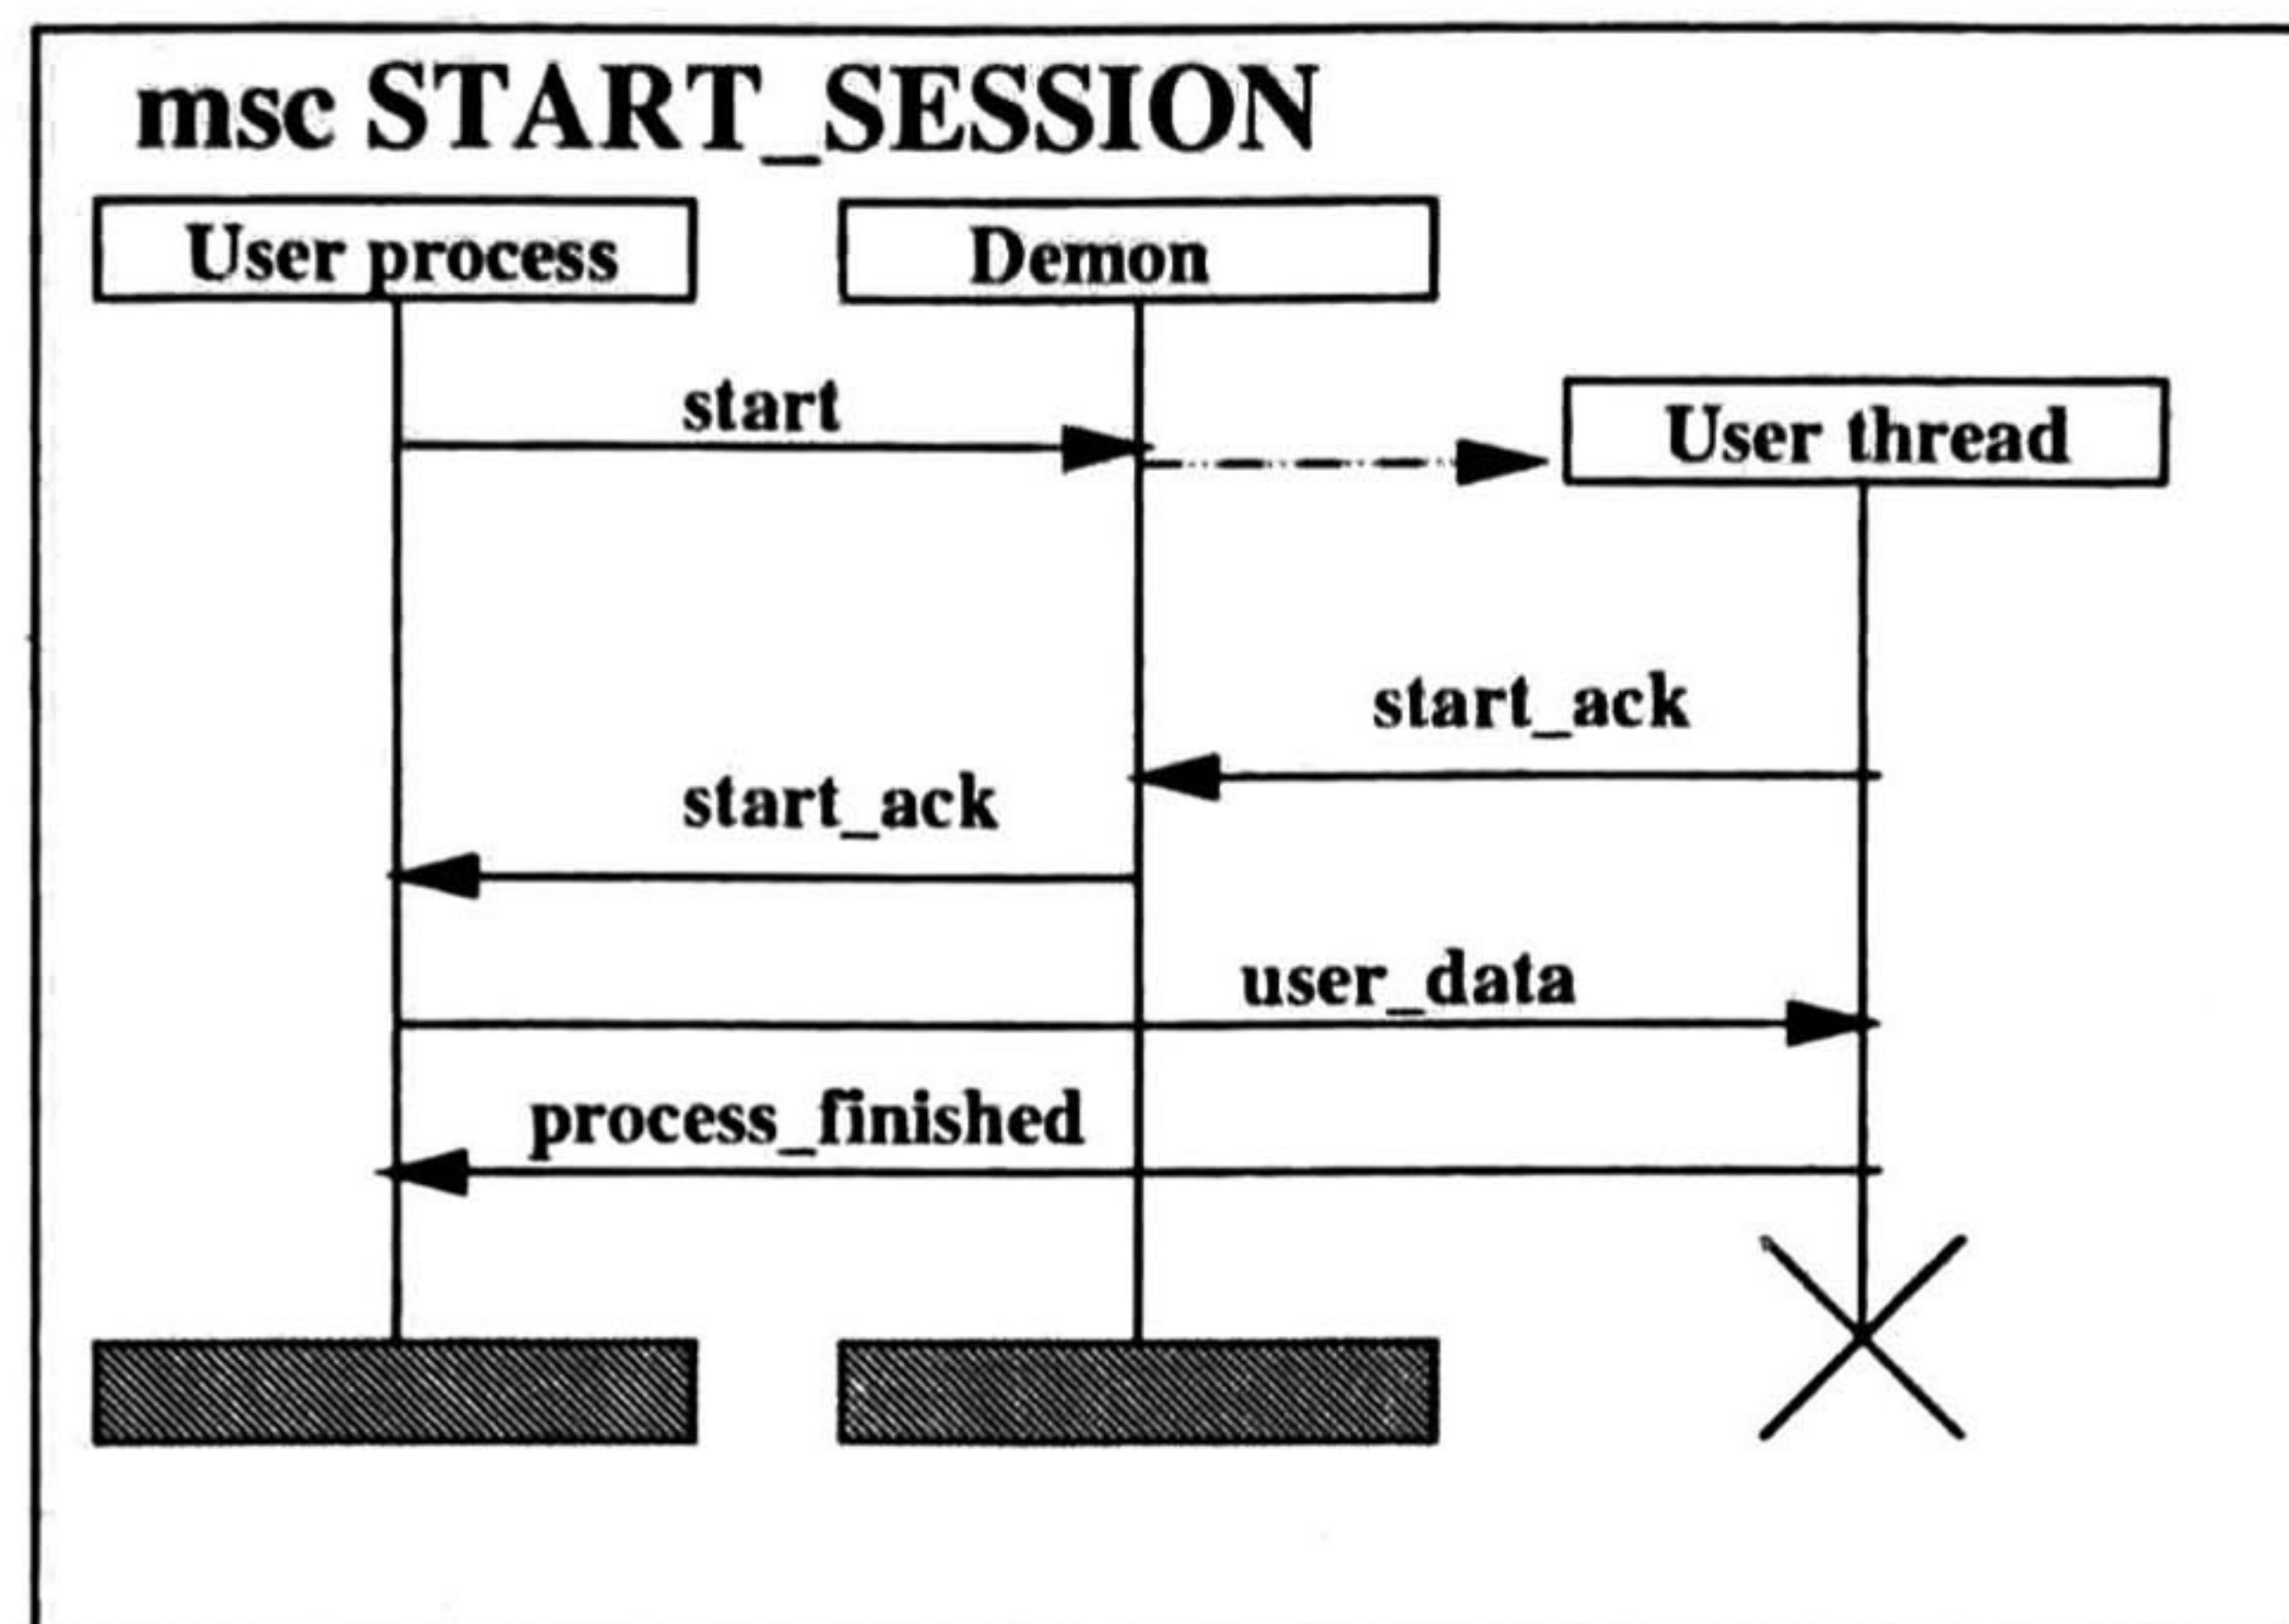 msc START_SESSION
User process
Demon
start
User thread
start_ack
start_ack
user_data
process_finished